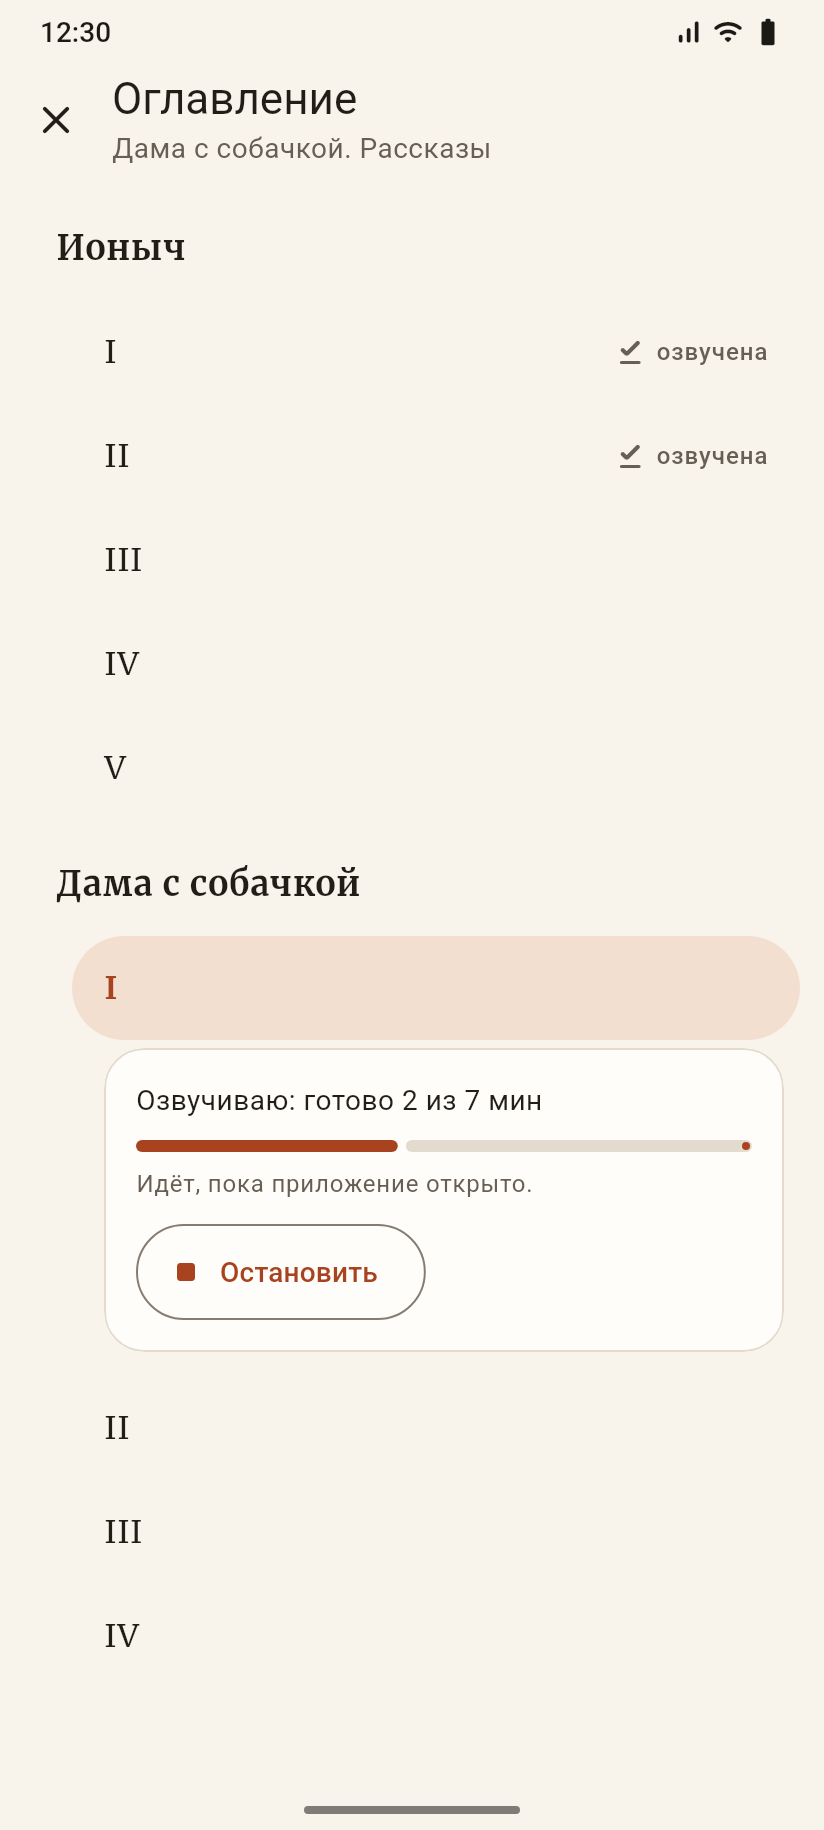 12:30
Оглавление
Дама с собачкой. Рассказы
Ионыч
I озвучена
II озвучена
III
IV
V
Дама с собачкой
I
Озвучиваю: готово 2 из 7 мин
Идёт, пока приложение открыто.
Остановить
II
III
IV